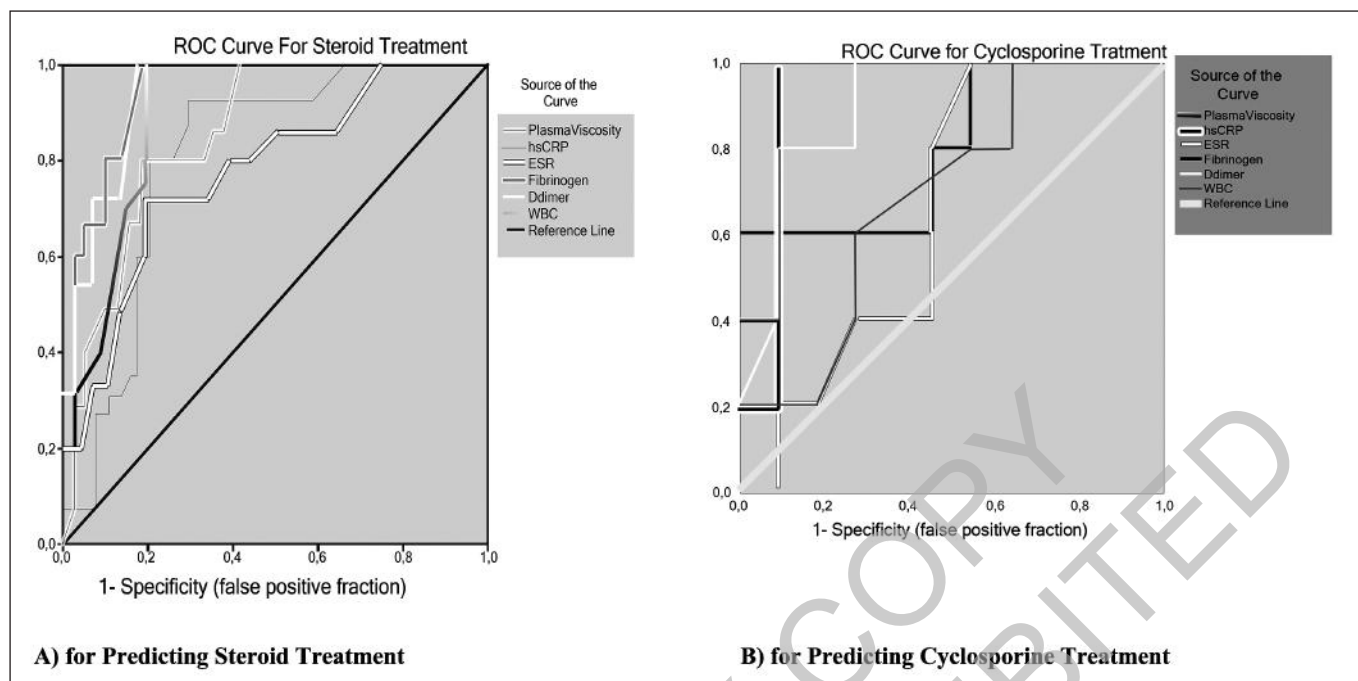 ROC Curve For Steroid Treatment
1,0
0,8
0,6
0,4
0,2
0,0
0,0 0,2 0,4 0,6 0,8 1,0
1- Specificity (false positive fraction)
Source of the
Curve
PlasmaViscosity
hsCRP
ESR
Fibrinogen
Ddimer
WBC
Reference Line
A) for Predicting Steroid Treatment
ROC Curve for Cyclosporine Tratment
1,0
0,8
0,6
0,4
0,2
0,0
0,0 0,2 0,4 0,6 0,8 1,0
1- Specificity (false positive fraction)
Source of the
Curve
PlasmaViscosity
hsCRP
ESR
Fibrinogen
Ddimer
WBC
Reference Line
B) for Predicting Cyclosporine Treatment
COPY